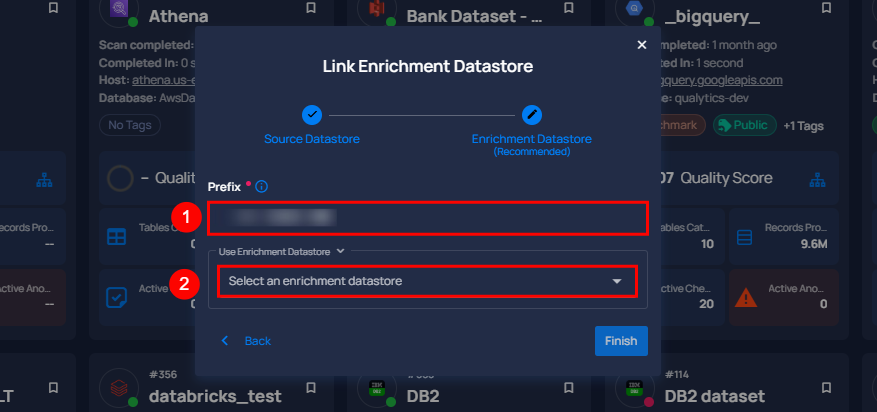 Athena
Bank Dataset - ...
_bigquery_
Scan completed:
mpleted: 1 month ago
Completed In: 0 s
ed In: 1 second
Host: athena.us-e
gquery.googleapis.com
Database: AwsDa
e: qualytics-dev
No Tags
hmark
Public
+1 Tags
Link Enrichment Datastore
Source Datastore
Enrichment Datastore
(Recommended)
– Qualit
07 Quality Score
Prefix •
1
ecords Pro...
--
Tables C
0
ables Cat...
10
Records Pro...
9.6M
Use Enrichment Datastore
2
Select an enrichment datastore
ctive Ano...
--
Active
0
ctive Che...
20
Active Ano...
0
Back
Finish
LT
#356
databricks_test
DB2
#114
DB2 dataset